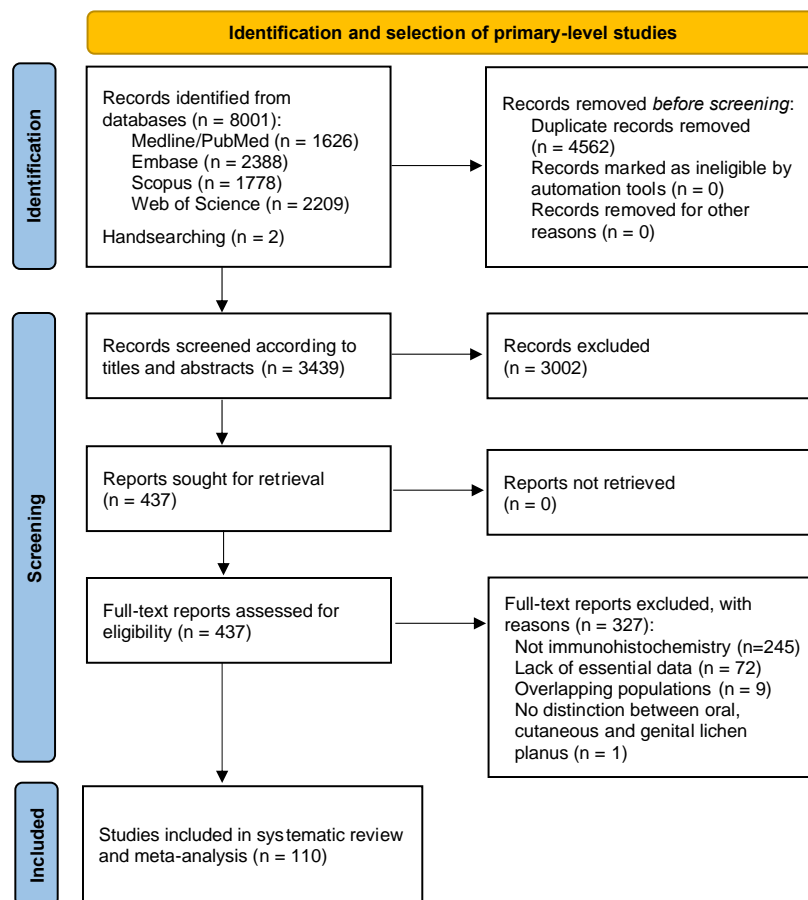 Identification and selection of primary-level studies
Identification
Records identified from
databases (n = 8001):
Medline/PubMed (n = 1626)
Embase (n = 2388)
Scopus (n = 1778)
Web of Science (n = 2209)
Handsearching (n = 2)
Records removed before screening:
Duplicate records removed
(n = 4562)
Records marked as ineligible by
automation tools (n = 0)
Records removed for other
reasons (n = 0)
Screening
Records screened according to
titles and abstracts (n = 3439)
Records excluded
(n = 3002)
Reports sought for retrieval
(n = 437)
Reports not retrieved
(n = 0)
Full-text reports assessed for
eligibility (n = 437)
Full-text reports excluded, with
reasons (n = 327):
Not immunohistochemistry (n=245)
Lack of essential data (n = 72)
Overlapping populations (n = 9)
No distinction between oral,
cutaneous and genital lichen
planus (n = 1)
Included
Studies included in systematic review
and meta-analysis (n = 110)